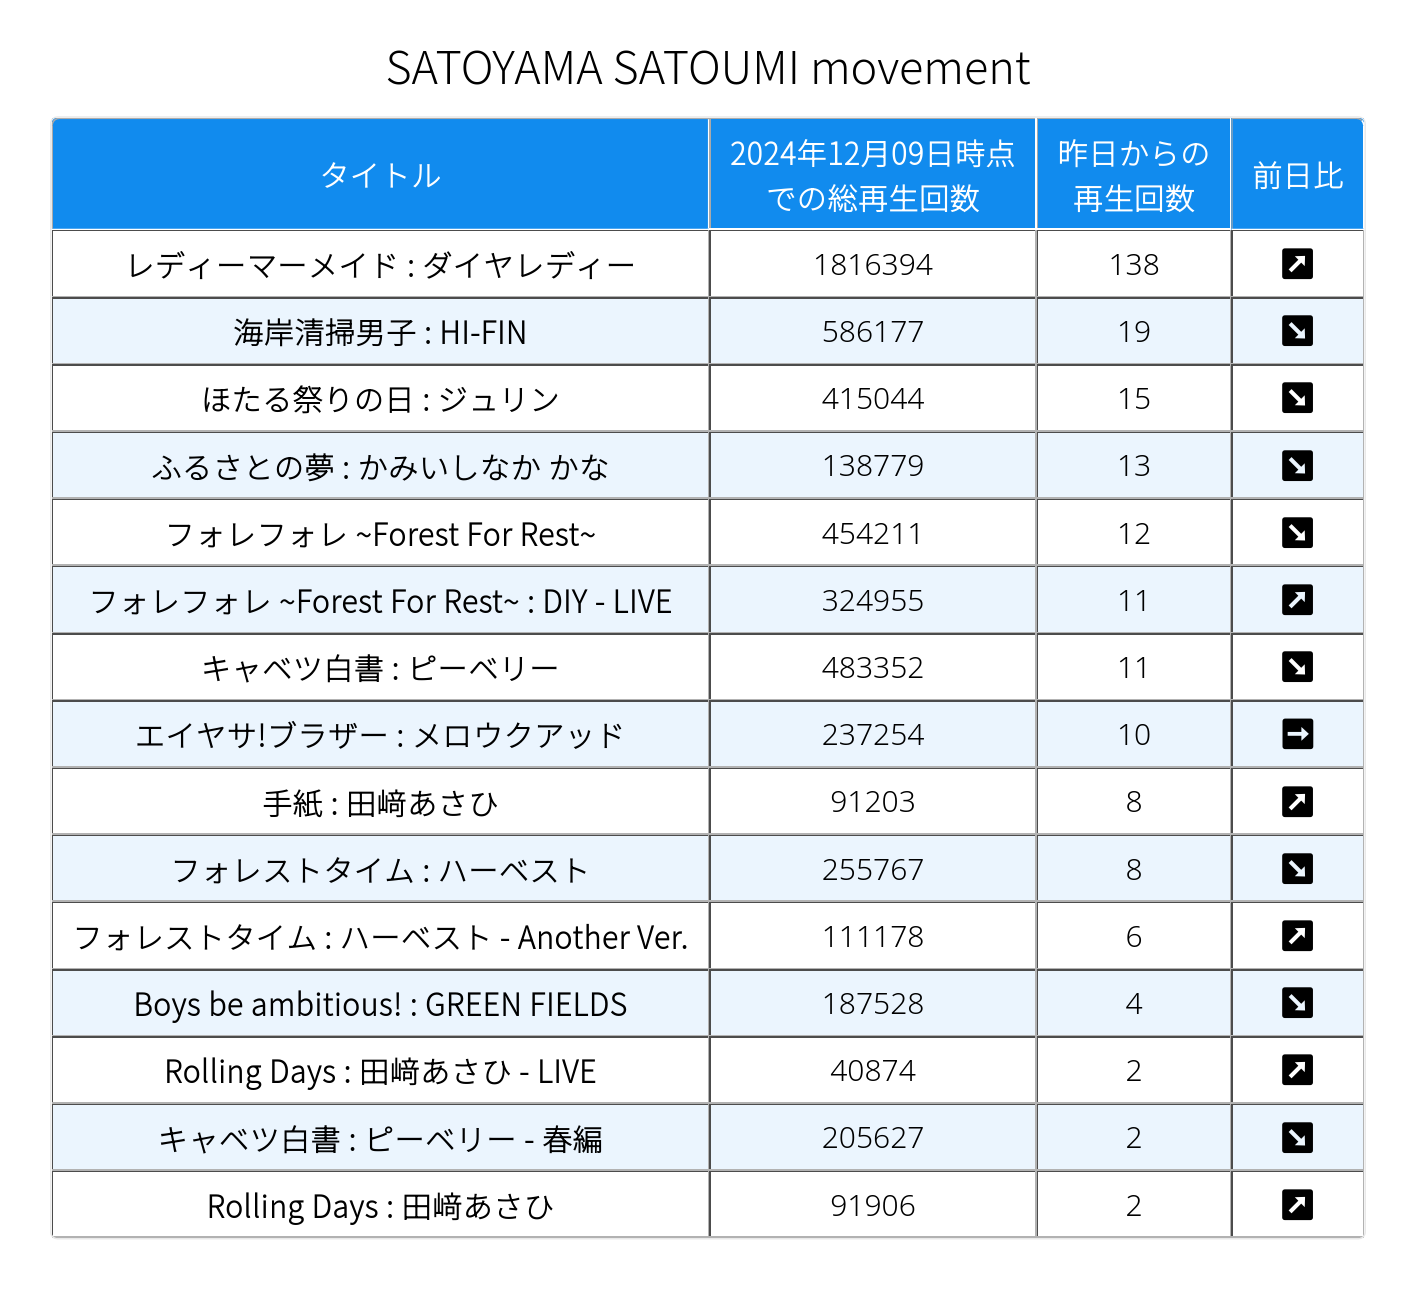 SATOYAMA SATOUMI movement
タイトル 2024年12月09日時点での総再生回数 昨日からの再生回数 前日比
レディーマーメイド : ダイヤレディー 1816394 138 ↗
海岸清掃男子 : HI-FIN 586177 19 ↘
ほたる祭りの日 : ジュリン 415044 15 ↘
ふるさとの夢 : かみいしなか かな 138779 13 ↘
フォレフォレ ~Forest For Rest~ 454211 12 ↘
フォレフォレ ~Forest For Rest~ : DIY - LIVE 324955 11 ↗
キャベツ白書 : ピーベリー 483352 11 ↘
エイヤサ!ブラザー : メロウクアッド 237254 10 →
手紙 : 田﨑あさひ 91203 8 ↗
フォレストタイム : ハーベスト 255767 8 ↘
フォレストタイム : ハーベスト - Another Ver. 111178 6 ↗
Boys be ambitious! : GREEN FIELDS 187528 4 ↘
Rolling Days : 田﨑あさひ - LIVE 40874 2 ↗
キャベツ白書 : ピーベリー - 春編 205627 2 ↘
Rolling Days : 田﨑あさひ 91906 2 ↗